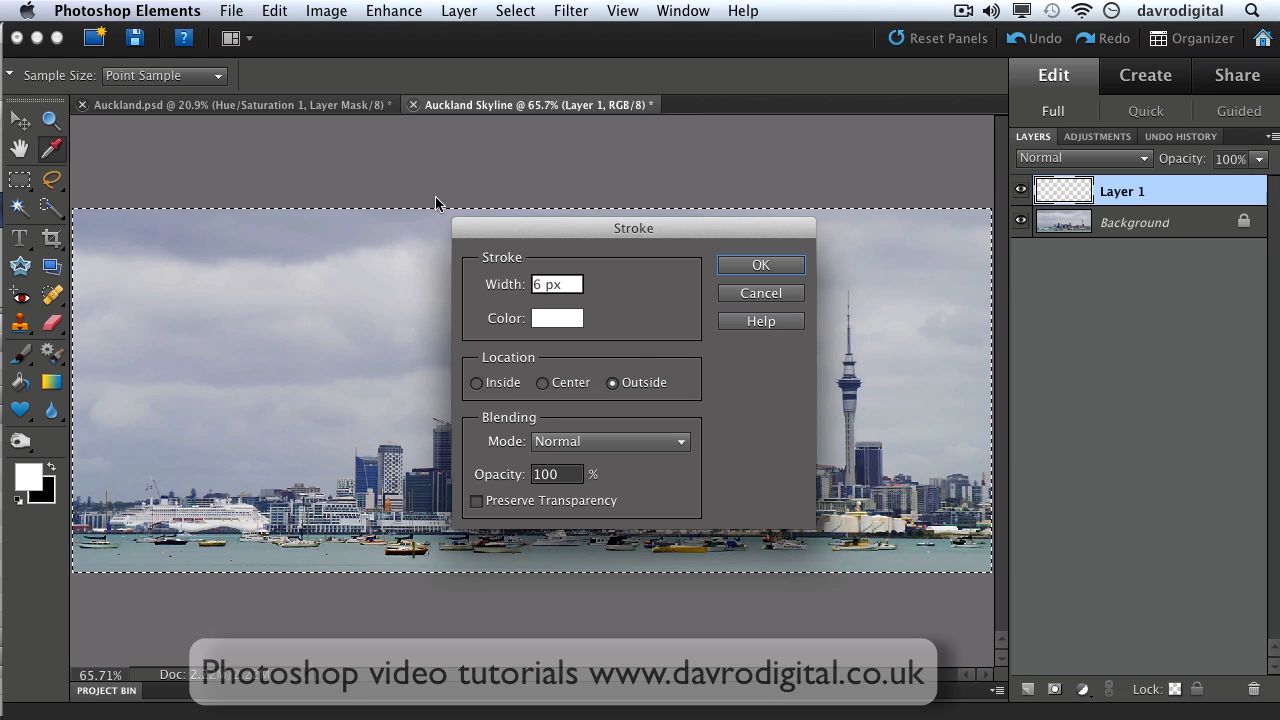 Photoshop Elements File Edit Image Enhance Layer Select Filter View Window Help davrodigital
Reset Panels Undo Redo Organizer
Sample Size: Point Sample Edit Create Share
Auckland.psd @ 20.9% (Hue/Saturation 1, Layer Mask/8) * Auckland Skyline @ 65.7% (Layer 1, RGB/8) * Full Quick Guided
LAYERS ADJUSTMENTS UNDO HISTORY
Normal Opacity: 100%
Layer 1
Background
Stroke
Stroke
Width: 6 px
Color:
OK
Cancel
Help
Location
Inside Center Outside
Blending
Mode: Normal
Opacity: 100 %
Preserve Transparency
T
Photoshop video tutorials www.davrodigital.co.uk
65.71% Doc:
PROJECT BIN
Lock: